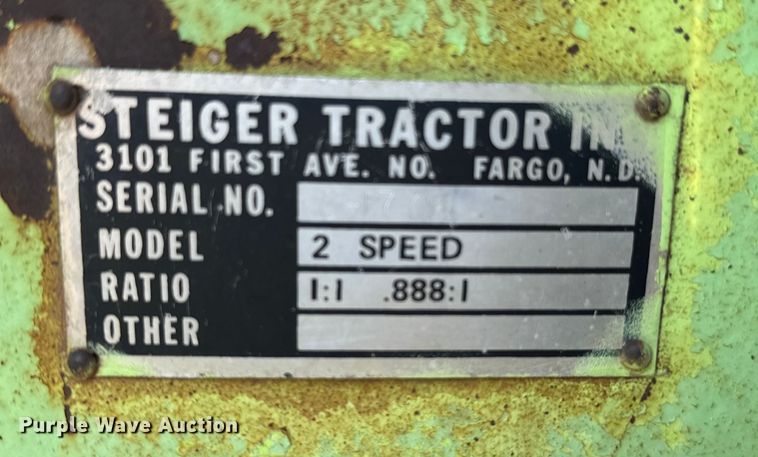 STEIGER TRACTOR IN
3101 FIRST AVE. NO. FARGO, N.D.
SERIAL NO.
MODEL 2 SPEED
RATIO 1:1 .888:1
OTHER
Purple Wave Auction